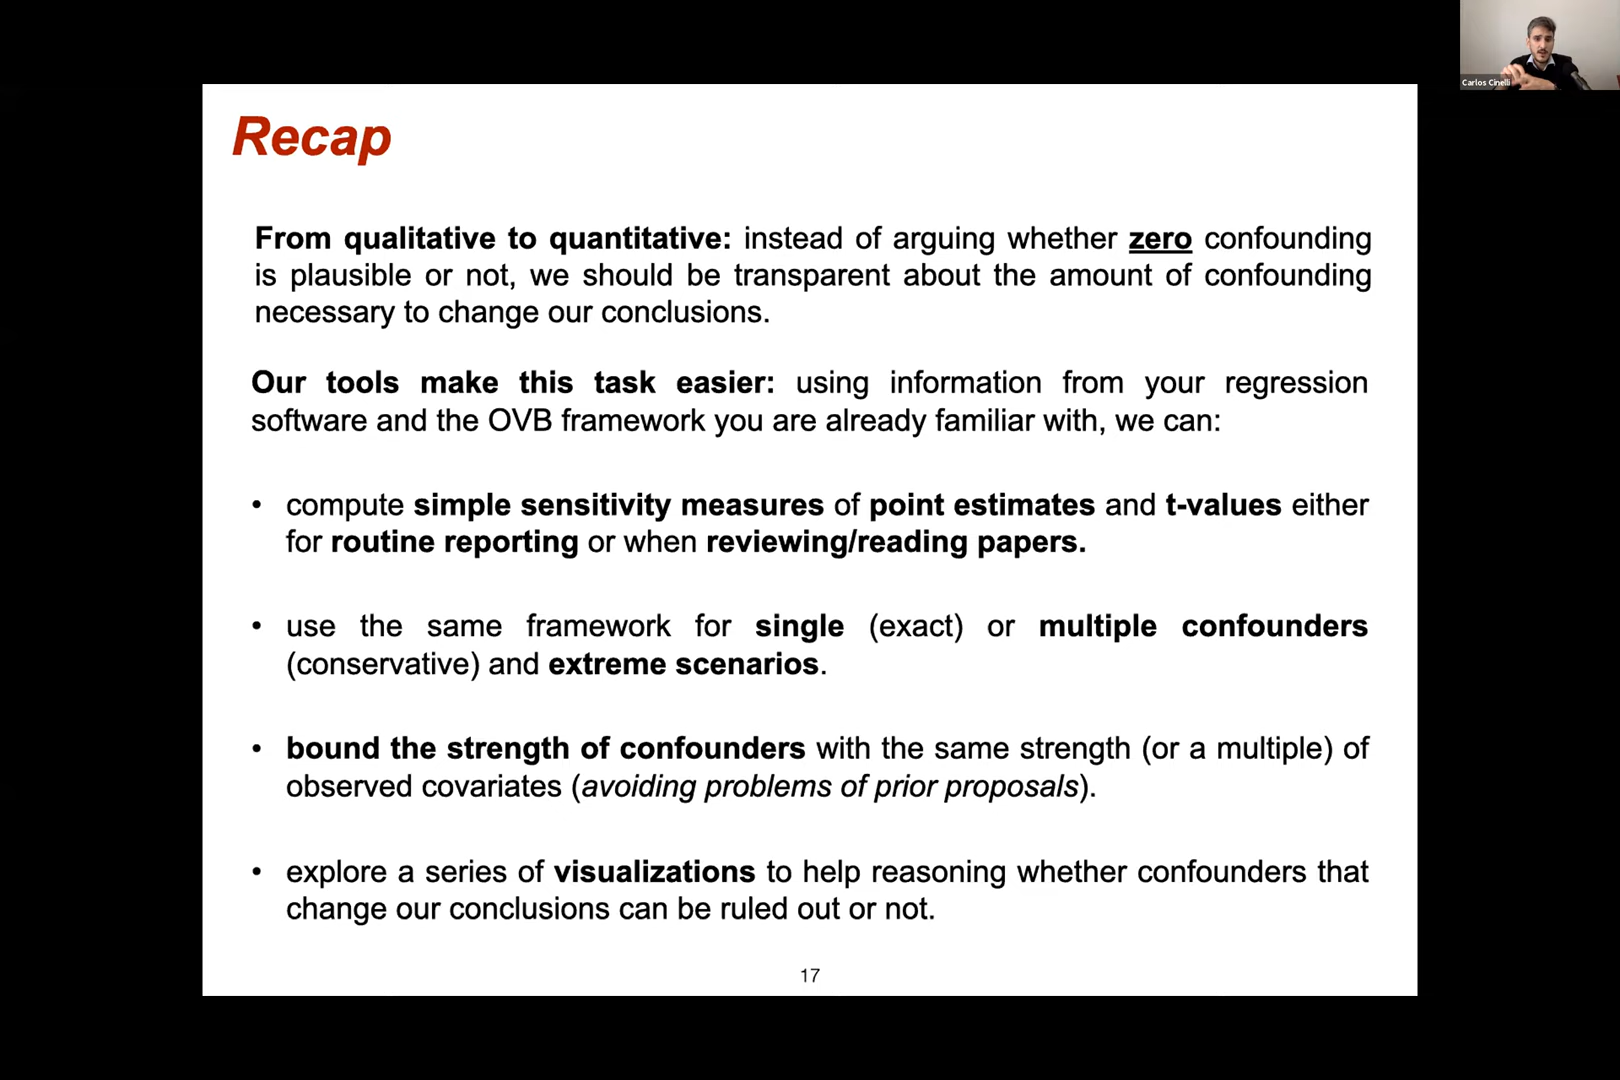 Carlos Cinelli
Recap
From qualitative to quantitative: instead of arguing whether zero confounding
is plausible or not, we should be transparent about the amount of confounding
necessary to change our conclusions.
Our tools make this task easier: using information from your regression
software and the OVB framework you are already familiar with, we can:
• compute simple sensitivity measures of point estimates and t-values either
for routine reporting or when reviewing/reading papers.
• use the same framework for single (exact) or multiple confounders
(conservative) and extreme scenarios.
• bound the strength of confounders with the same strength (or a multiple) of
observed covariates (avoiding problems of prior proposals).
• explore a series of visualizations to help reasoning whether confounders that
change our conclusions can be ruled out or not.
17